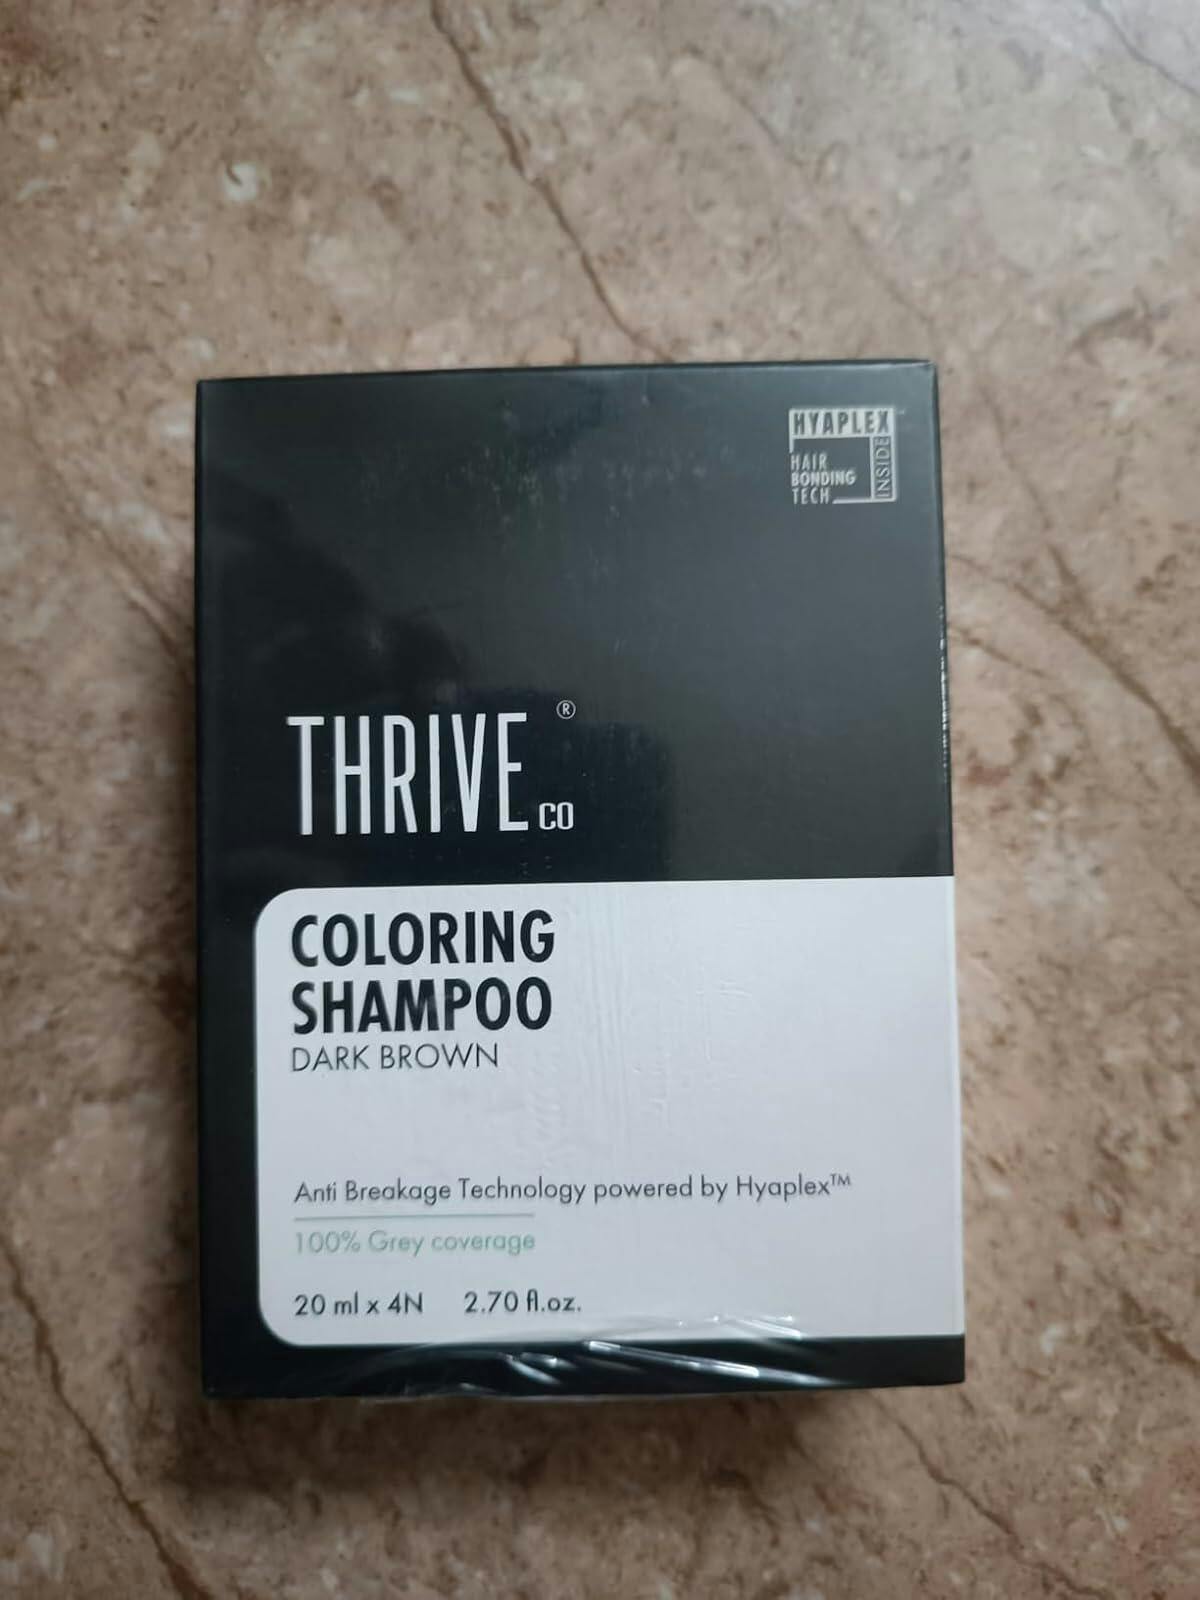 HYAPLEX™
HAIR
BONDING
TECH
INSIDE
THRIVE®
CO
COLORING
SHAMPOO
DARK BROWN
Anti Breakage Technology powered by Hyaplex™
100% Grey coverage
20 ml x 4N 2.70 fl.oz.